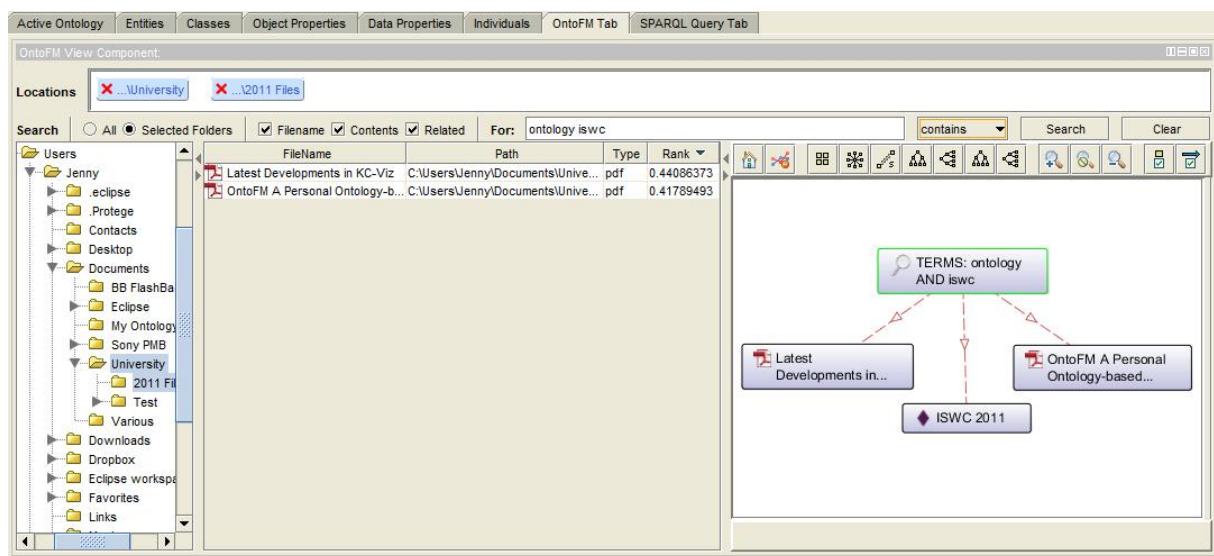 Active Ontology Entities Classes Object Properties Data Properties Individuals OntoFM Tab SPARQL Query Tab
OntoFM View Component:
Locations ...\University ...\2011 Files
Search All Selected Folders Filename Contents Related For: ontology iswc contains Search Clear
Users
Jenny
.eclipse
.Protege
Contacts
Desktop
Documents
BB FlashBa
Eclipse
My Ontology
Sony PMB
University
2011 Fil
Test
Various
Downloads
Dropbox
Eclipse workspa
Favorites
Links
FileName Path Type Rank
Latest Developments in KC-Viz C:\Users\Jenny\Documents\Unive... pdf 0.44086373
OntoFM A Personal Ontology-b... C:\Users\Jenny\Documents\Unive... pdf 0.41789493
TERMS: ontology
AND iswc
Latest
Developments in...
OntoFM A Personal
Ontology-based...
ISWC 2011